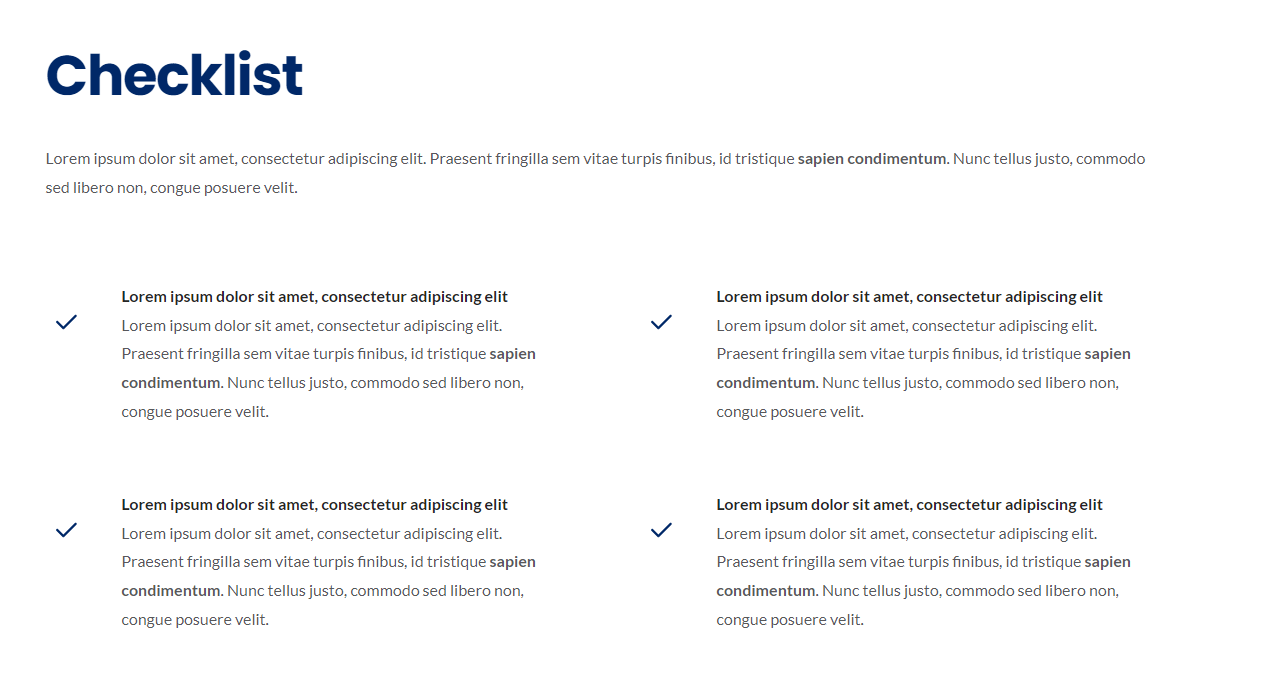 Checklist
Lorem ipsum dolor sit amet, consectetur adipiscing elit. Praesent fringilla sem vitae turpis finibus, id tristique sapien condimentum. Nunc tellus justo, commodo
sed libero non, congue posuere velit.
Lorem ipsum dolor sit amet, consectetur adipiscing elit
Lorem ipsum dolor sit amet, consectetur adipiscing elit.
Praesent fringilla sem vitae turpis finibus, id tristique sapien
condimentum. Nunc tellus justo, commodo sed libero non,
congue posuere velit.
Lorem ipsum dolor sit amet, consectetur adipiscing elit
Lorem ipsum dolor sit amet, consectetur adipiscing elit.
Praesent fringilla sem vitae turpis finibus, id tristique sapien
condimentum. Nunc tellus justo, commodo sed libero non,
congue posuere velit.
Lorem ipsum dolor sit amet, consectetur adipiscing elit
Lorem ipsum dolor sit amet, consectetur adipiscing elit.
Praesent fringilla sem vitae turpis finibus, id tristique sapien
condimentum. Nunc tellus justo, commodo sed libero non,
congue posuere velit.
Lorem ipsum dolor sit amet, consectetur adipiscing elit
Lorem ipsum dolor sit amet, consectetur adipiscing elit.
Praesent fringilla sem vitae turpis finibus, id tristique sapien
condimentum. Nunc tellus justo, commodo sed libero non,
congue posuere velit.